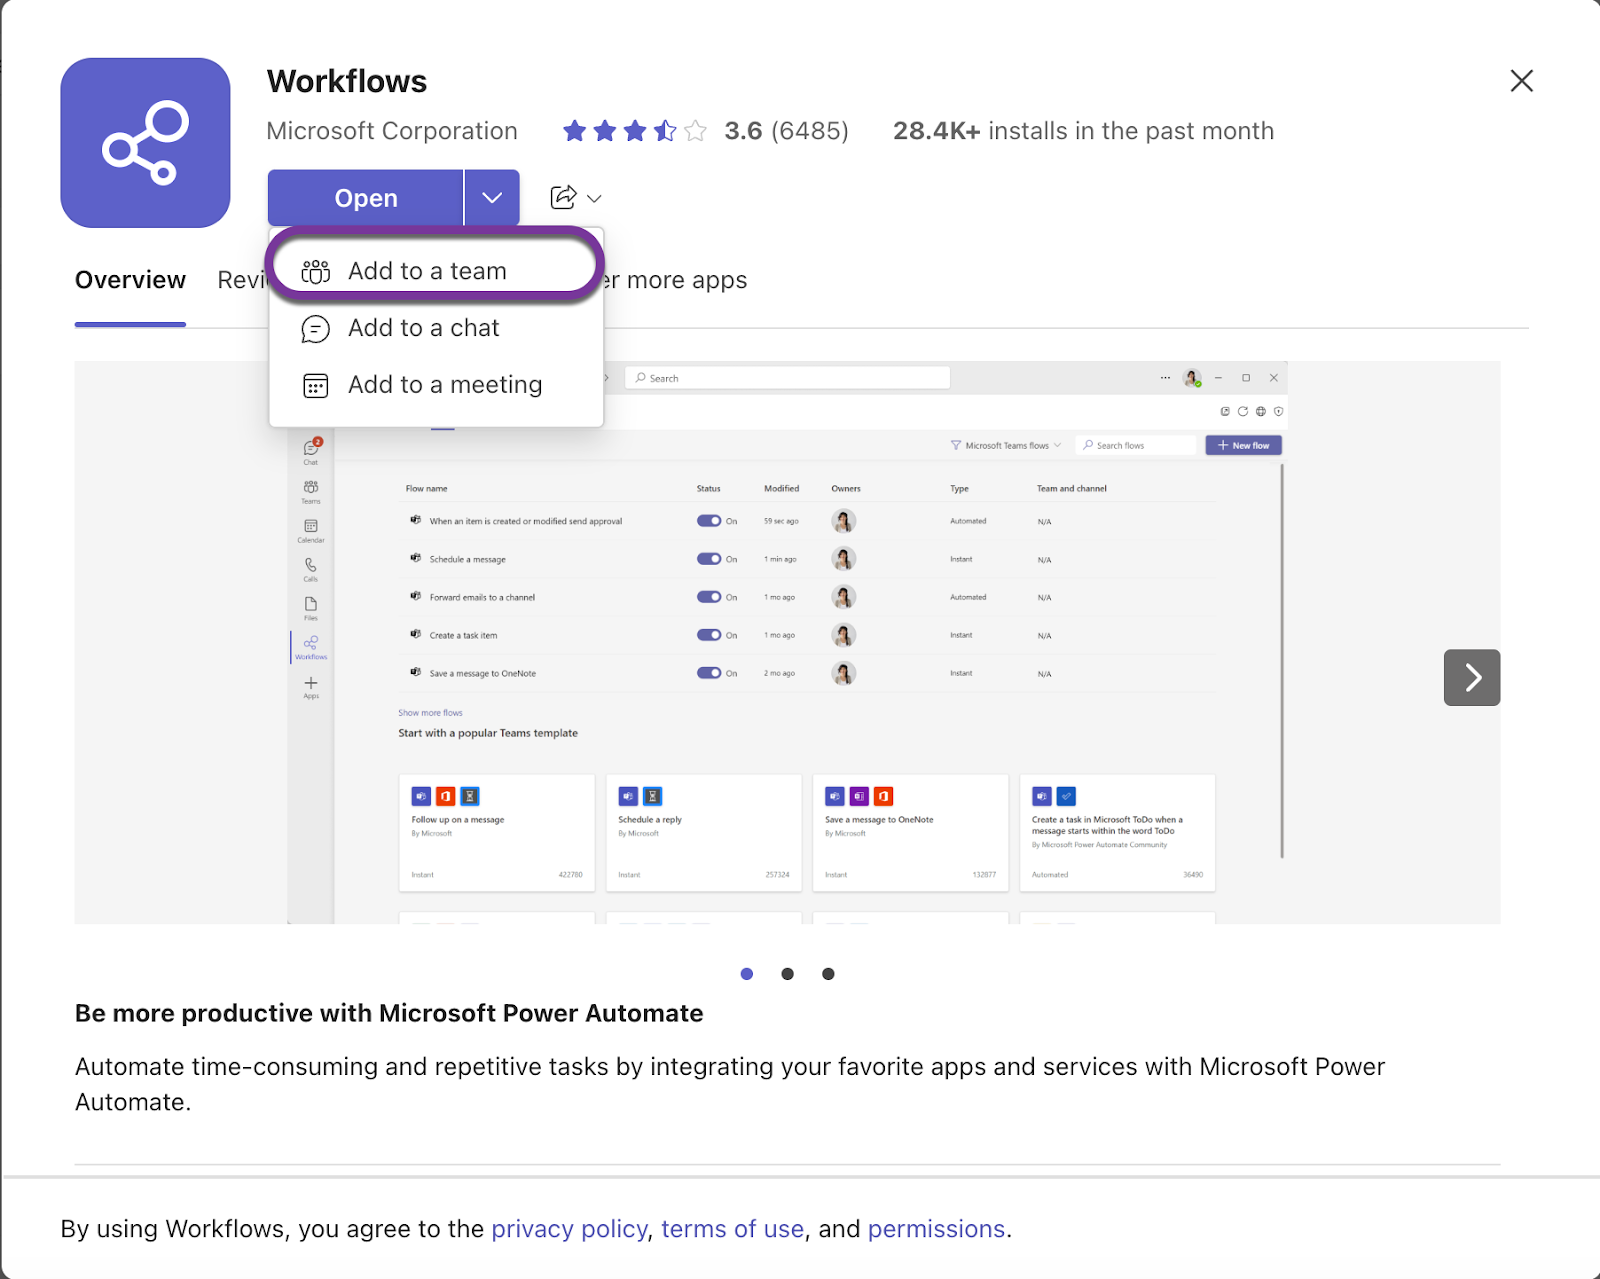 Workflows
Microsoft Corporation 3.6 (6485) 28.4K+ installs in the past month
Open
Add to a team
Add to a chat
Add to a meeting
Overview Revi er more apps
Search
Microsoft Teams flows Search flows New flow
2
Chat
Teams
Calendar
Calls
Files
Workflows
Apps
Flow name Status Modified Owners Type Team and channel
When an item is created or modified send approval On 59 sec ago Automated N/A
Schedule a message On 1 min ago Instant N/A
Forward emails to a channel On 1 mo ago Automated N/A
Create a task item On 1 mo ago Instant N/A
Save a message to OneNote On 2 mo ago Instant N/A
Show more flows
Start with a popular Teams template
Follow up on a message
By Microsoft
Instant 422780
Schedule a reply
By Microsoft
Instant 257324
Save a message to OneNote
By Microsoft
Instant 132877
Create a task in Microsoft ToDo when a
message starts within the word ToDo
By Microsoft Power Automate Community
Automated 36490
Be more productive with Microsoft Power Automate
Automate time-consuming and repetitive tasks by integrating your favorite apps and services with Microsoft Power
Automate.
By using Workflows, you agree to the privacy policy, terms of use, and permissions.